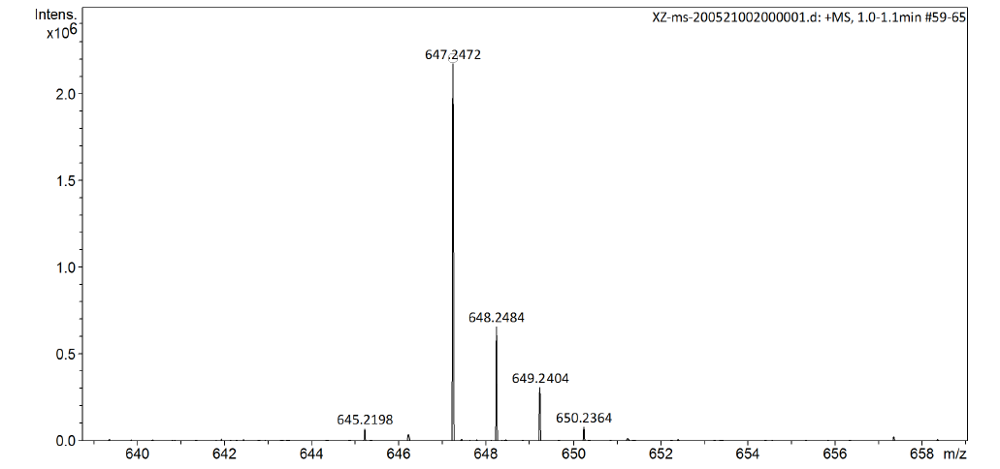 Intens.
x10⁶
XZ-ms-200521002000001.d: +MS, 1.0-1.1min #59-65
647.2472
2.0
1.5
1.0
648.2484
0.5
649.2404
645.2198
650.2364
0.0
640 642 644 646 648 650 652 654 656 658 m/z